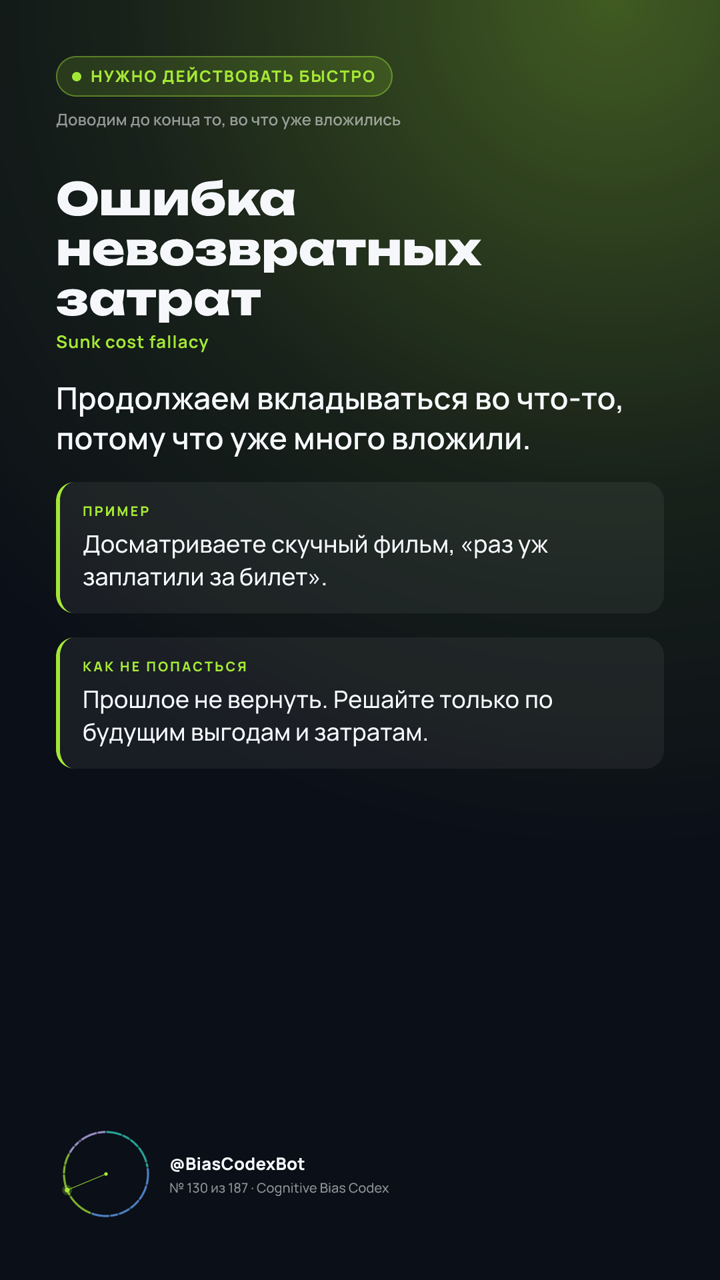 НУЖНО ДЕЙСТВОВАТЬ БЫСТРО
Доводим до конца то, во что уже вложились
Ошибка
невозвратных
затрат
Sunk cost fallacy
Продолжаем вкладываться во что-то,
потому что уже много вложили.
ПРИМЕР
Досматриваете скучный фильм, «раз уж
заплатили за билет».
КАК НЕ ПОПАСТЬСЯ
Прошлое не вернуть. Решайте только по
будущим выгодам и затратам.
@BiasCodexBot
№ 130 из 187 · Cognitive Bias Codex